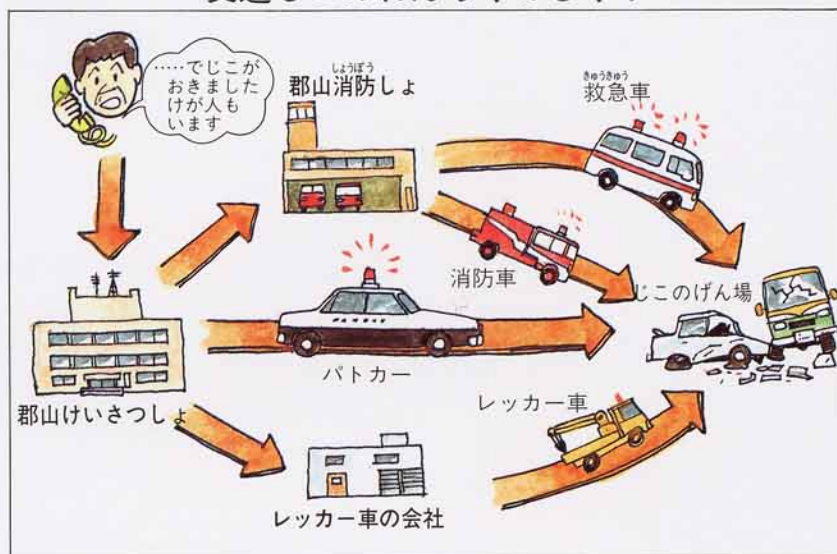 ……でじこが
おきました
けが人も
います
郡山消防しょ
しょうぼう
救急車
きゅうきゅう
消防車
じこのげん場
パトカー
郡山けいさつしょ
レッカー車
レッカー車の会社